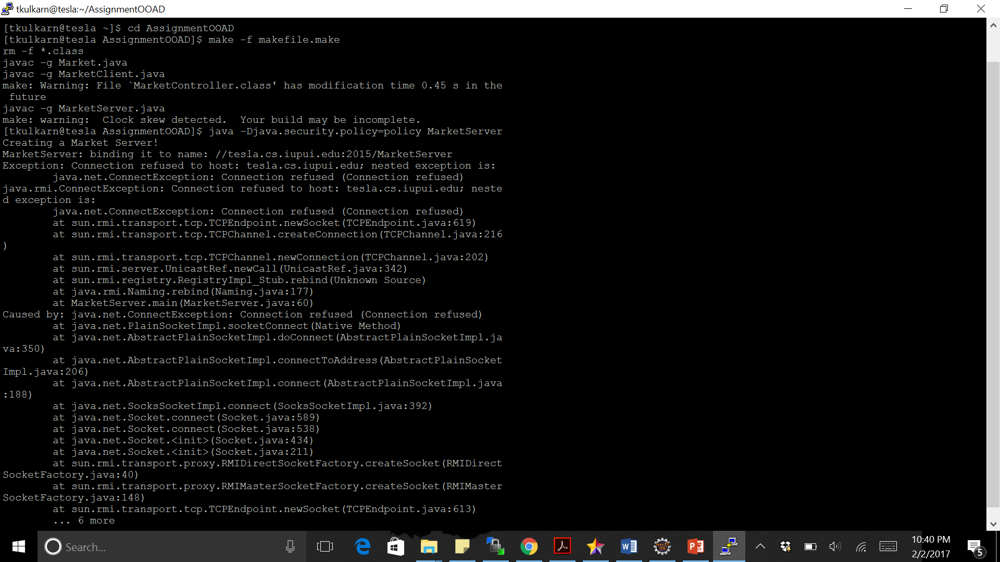 tkulkarn@tesla:~/AssignmentOOAD
[tkulkarn@tesla ~]$ cd AssignmentOOAD
[tkulkarn@tesla AssignmentOOAD]$ make -f makefile.make
rm -f *.class
javac -g Market.java
javac -g MarketClient.java
make: Warning: File `MarketController.class' has modification time 0.45 s in the
 future
javac -g MarketServer.java
make: warning:  Clock skew detected.  Your build may be incomplete.
[tkulkarn@tesla AssignmentOOAD]$ java -Djava.security.policy=policy MarketServer
Creating a Market Server!
MarketServer: binding it to name: //tesla.cs.iupui.edu:2015/MarketServer
Exception: Connection refused to host: tesla.cs.iupui.edu; nested exception is:
        java.net.ConnectException: Connection refused (Connection refused)
java.rmi.ConnectException: Connection refused to host: tesla.cs.iupui.edu; neste
d exception is:
        java.net.ConnectException: Connection refused (Connection refused)
        at sun.rmi.transport.tcp.TCPEndpoint.newSocket(TCPEndpoint.java:619)
        at sun.rmi.transport.tcp.TCPChannel.createConnection(TCPChannel.java:216
)
        at sun.rmi.transport.tcp.TCPChannel.newConnection(TCPChannel.java:202)
        at sun.rmi.server.UnicastRef.newCall(UnicastRef.java:342)
        at sun.rmi.registry.RegistryImpl_Stub.rebind(Unknown Source)
        at java.rmi.Naming.rebind(Naming.java:177)
        at MarketServer.main(MarketServer.java:60)
Caused by: java.net.ConnectException: Connection refused (Connection refused)
        at java.net.PlainSocketImpl.socketConnect(Native Method)
        at java.net.AbstractPlainSocketImpl.doConnect(AbstractPlainSocketImpl.ja
va:350)
        at java.net.AbstractPlainSocketImpl.connectToAddress(AbstractPlainSocket
Impl.java:206)
        at java.net.AbstractPlainSocketImpl.connect(AbstractPlainSocketImpl.java
:188)
        at java.net.SocksSocketImpl.connect(SocksSocketImpl.java:392)
        at java.net.Socket.connect(Socket.java:589)
        at java.net.Socket.connect(Socket.java:538)
        at java.net.Socket.<init>(Socket.java:434)
        at java.net.Socket.<init>(Socket.java:211)
        at sun.rmi.transport.proxy.RMIDirectSocketFactory.createSocket(RMIDirect
SocketFactory.java:40)
        at sun.rmi.transport.proxy.RMIMasterSocketFactory.createSocket(RMIMaster
SocketFactory.java:148)
        at sun.rmi.transport.tcp.TCPEndpoint.newSocket(TCPEndpoint.java:613)
        ... 6 more
Search...
10:40 PM
2/2/2017
5